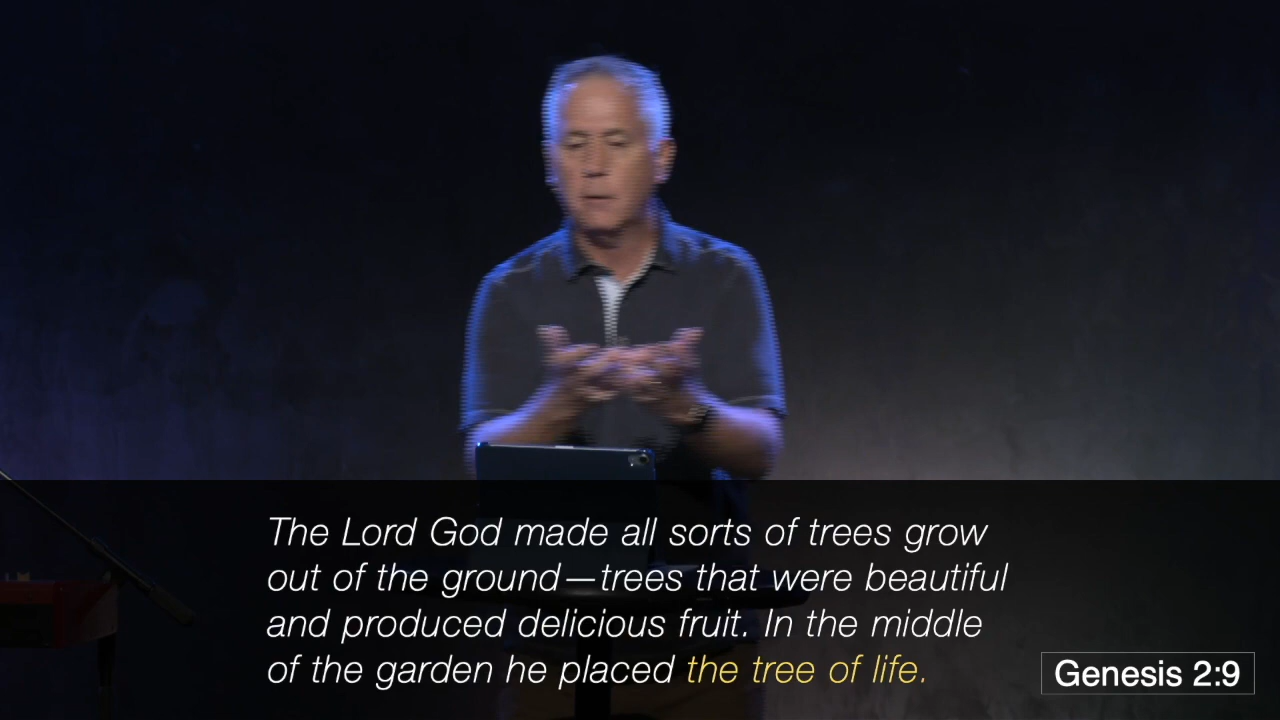 The Lord God made all sorts of trees grow
out of the ground—trees that were beautiful
and produced delicious fruit. In the middle
of the garden he placed the tree of life.
Genesis 2:9